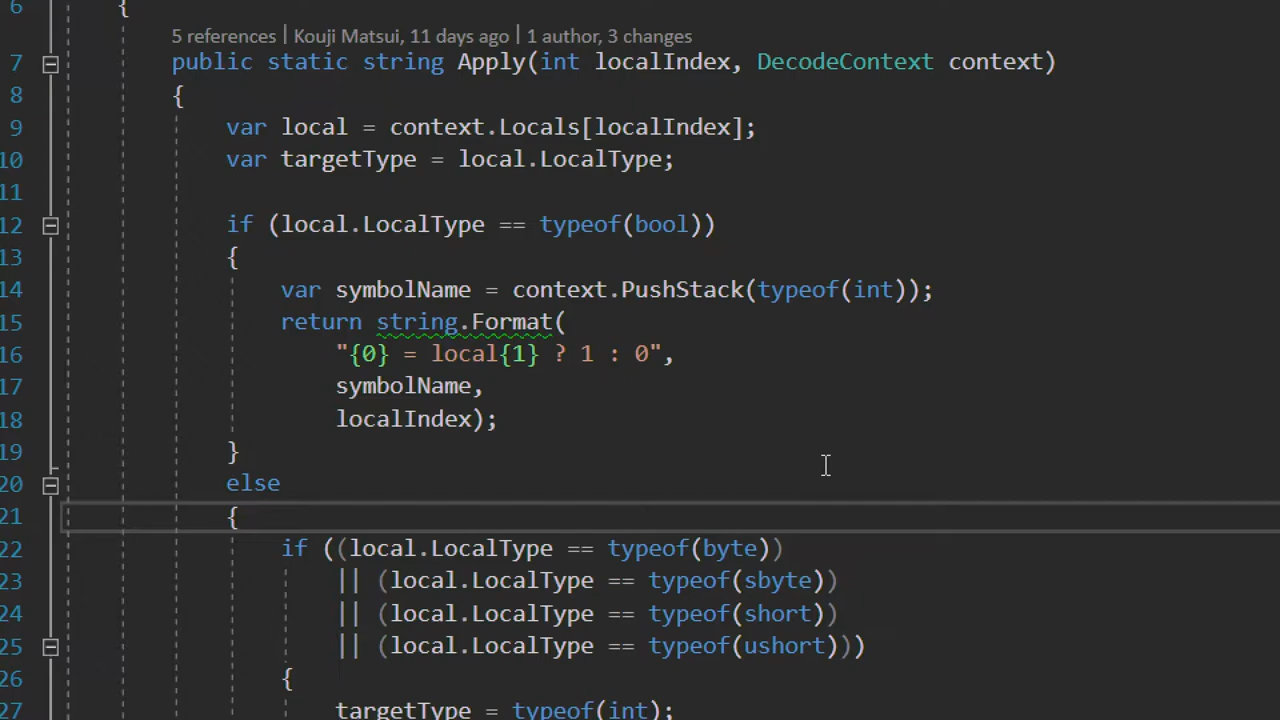 6 {
5 references | Kouji Matsui, 11 days ago | 1 author, 3 changes
7 public static string Apply(int localIndex, DecodeContext context)
8 {
9 var local = context.Locals[localIndex];
10 var targetType = local.LocalType;
11
12 if (local.LocalType == typeof(bool))
13 {
14 var symbolName = context.PushStack(typeof(int));
15 return string.Format(
16 "{0} = local{1} ? 1 : 0",
17 symbolName,
18 localIndex);
19 }
20 else
21 {
22 if ((local.LocalType == typeof(byte))
23 || (local.LocalType == typeof(sbyte))
24 || (local.LocalType == typeof(short))
25 || (local.LocalType == typeof(ushort)))
26 {
27 targetType = typeof(int);